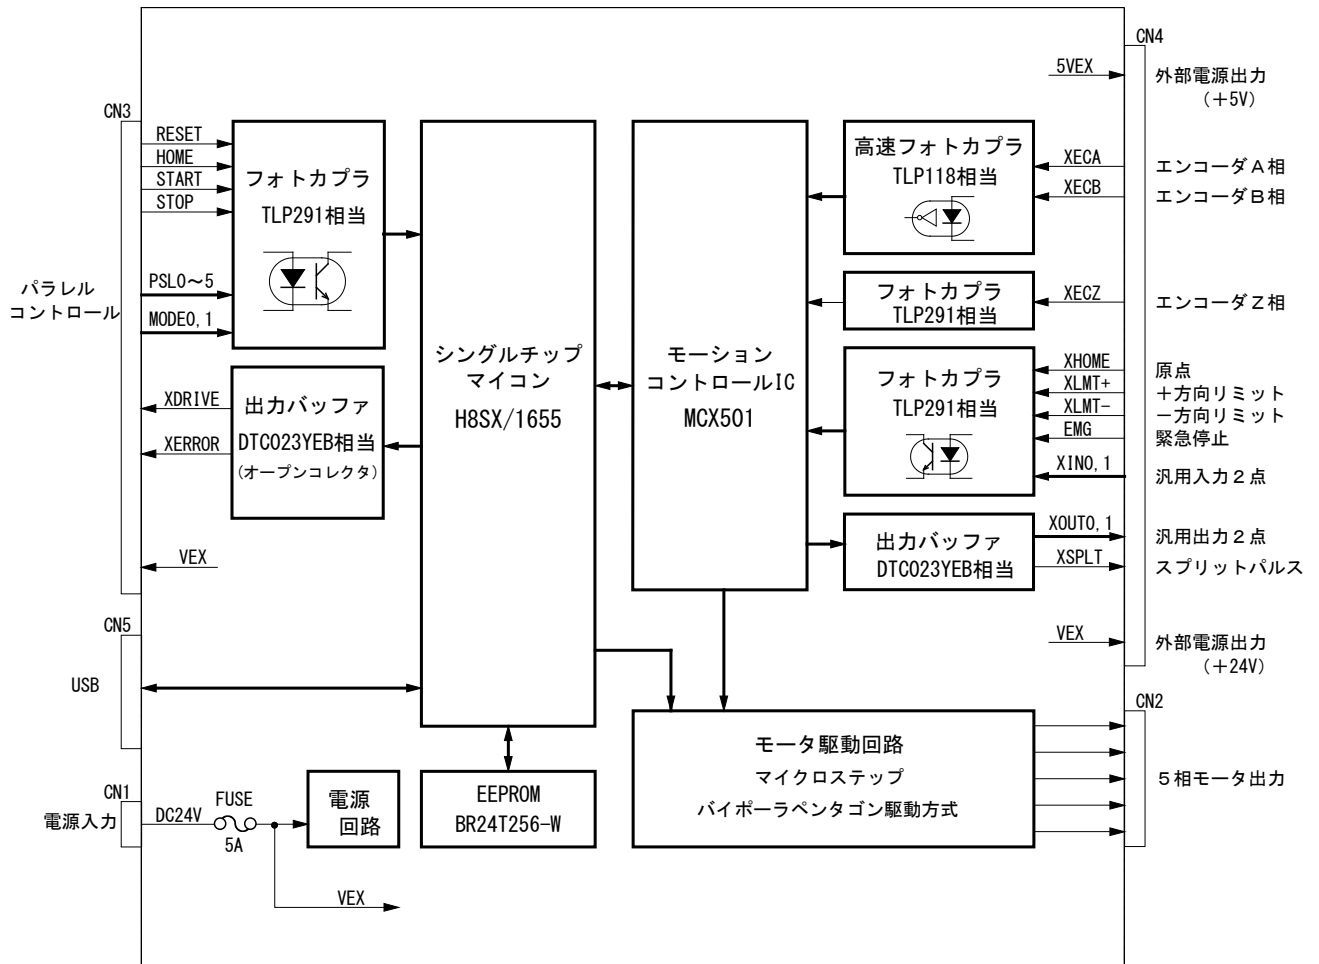 CN3
RESET
HOME
START
STOP
PSL0～5
MODE0,1
パラレル
コントロール
フォトカプラ
TLP291相当
XDRIVE
XERROR
出力バッファ
DTC023YEB相当
(オープンコレクタ)
VEX
CN5
USB
CN1
電源入力
DC24V
FUSE
5A
電源
回路
VEX
シングルチップ
マイコン
H8SX/1655
EEPROM
BR24T256-W
モーション
コントロールIC
MCX501
高速フォトカプラ
TLP118相当
フォトカプラ
TLP291相当
フォトカプラ
TLP291相当
出力バッファ
DTC023YEB相当
モータ駆動回路
マイクロステップ
バイポーラペンタゴン駆動方式
CN4
5VEX
外部電源出力
（＋5V）
XECA
エンコーダＡ相
XECB
エンコーダＢ相
XECZ
エンコーダＺ相
XHOME
原点
XLMT+
＋方向リミット
XLMT-
－方向リミット
EMG
緊急停止
XIN0,1
汎用入力２点
XOUT0,1
汎用出力２点
XSPLT
スプリットパルス
VEX
外部電源出力
（＋24V）
CN2
５相モータ出力